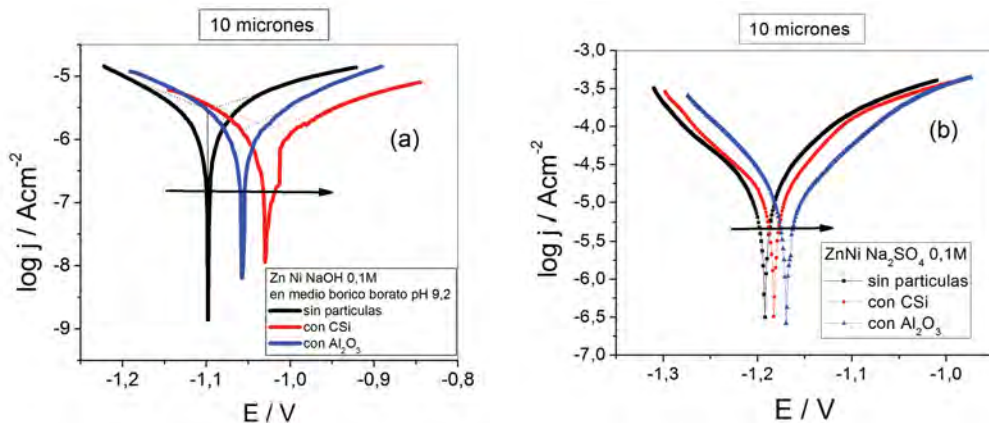 10 micrones
-5
-6
-7
-8
-9
log j / Acm⁻²
(a)
Zn Ni NaOH 0,1M
en medio borico borato pH 9,2
sin particulas
con CSi
con Al₂O₃
-1,2
-1,1
-1,0
-0,9
-0,8
E / V
10 micrones
-3,0
-3,5
-4,0
-4,5
-5,0
-5,5
-6,0
-6,5
-7,0
log j / Acm⁻²
(b)
ZnNi Na₂SO₄ 0,1M
sin particulas
con CSi
con Al₂O₃
-1,3
-1,2
-1,1
-1,0
E / V